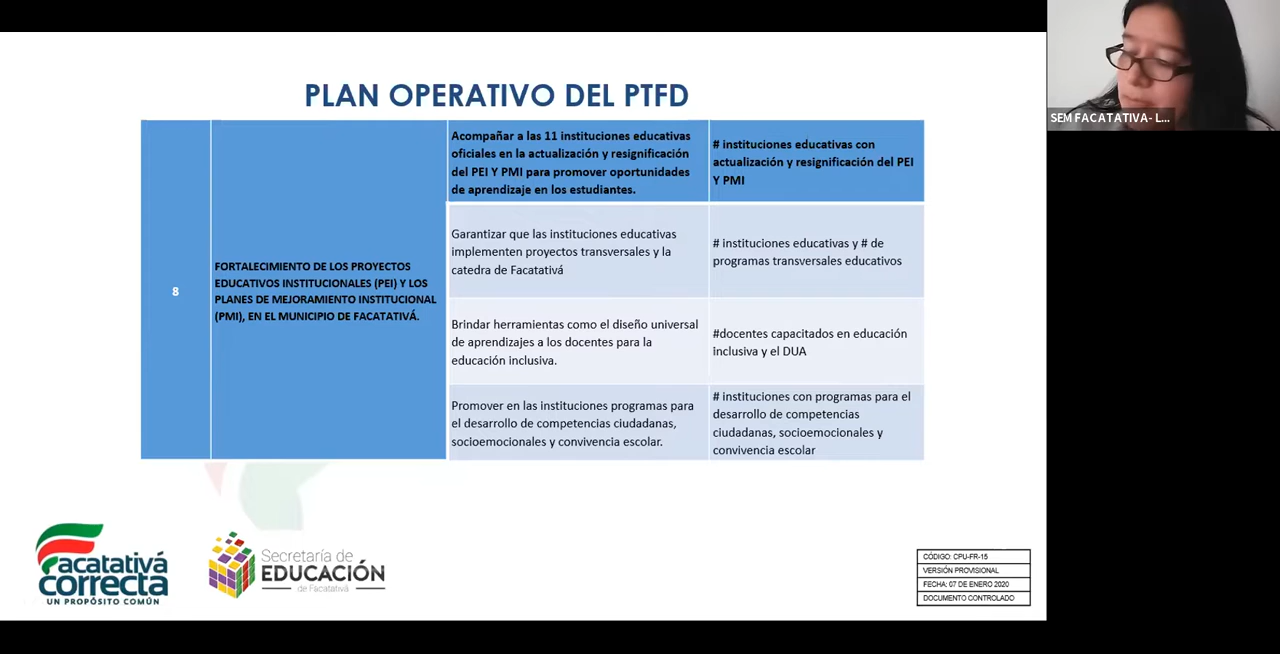 PLAN OPERATIVO DEL PTFD
8
FORTALECIMIENTO DE LOS PROYECTOS
EDUCATIVOS INSTITUCIONALES (PEI) Y LOS
PLANES DE MEJORAMIENTO INSTITUCIONAL
(PMI), EN EL MUNICIPIO DE FACATATIVÁ.
Acompañar a las 11 instituciones educativas
oficiales en la actualización y resignificación
del PEI Y PMI para promover oportunidades
de aprendizaje en los estudiantes.
# instituciones educativas con
actualización y resignificación del PEI
Y PMI
Garantizar que las instituciones educativas
implementen proyectos transversales y la
catedra de Facatativá
# instituciones educativas y # de
programas transversales educativos
Brindar herramientas como el diseño universal
de aprendizajes a los docentes para la
educación inclusiva.
#docentes capacitados en educación
inclusiva y el DUA
Promover en las instituciones programas para
el desarrollo de competencias ciudadanas,
socioemocionales y convivencia escolar.
# instituciones con programas para el
desarrollo de competencias
ciudadanas, socioemocionales y
convivencia escolar
SEM FACATATIVA- L...
Facatativá
correcta
UN PROPÓSITO COMÚN
Secretaría de
EDUCACIÓN
de Facatativá
CÓDIGO: CPU-FR-15
VERSIÓN PROVISIONAL
FECHA: 07 DE ENERO 2020
DOCUMENTO CONTROLADO